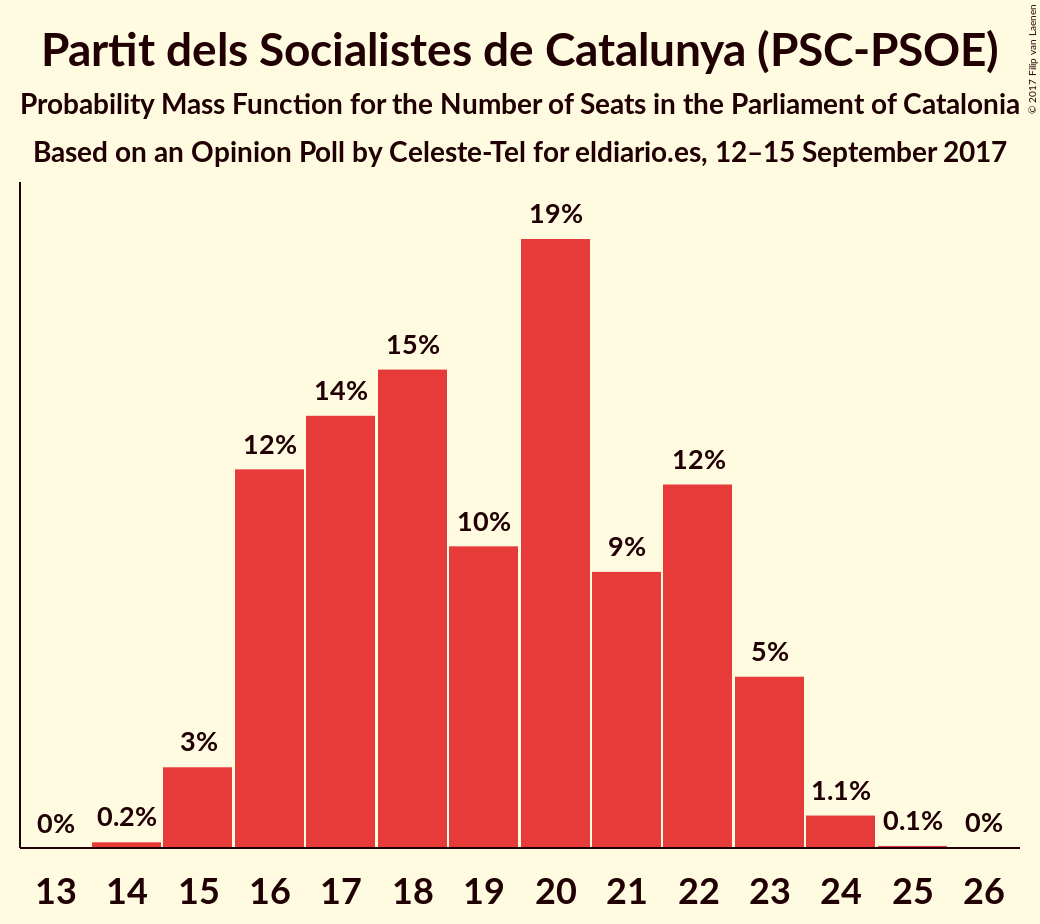 Partit dels Socialistes de Catalunya (PSC-PSOE)
Probability Mass Function for the Number of Seats in the Parliament of Catalonia
Based on an Opinion Poll by Celeste-Tel for eldiario.es, 12–15 September 2017
© 2017 Filip van Laenen
0% 0.2% 3% 12% 14% 15% 10% 19% 9% 12% 5% 1.1% 0.1% 0%
13 14 15 16 17 18 19 20 21 22 23 24 25 26